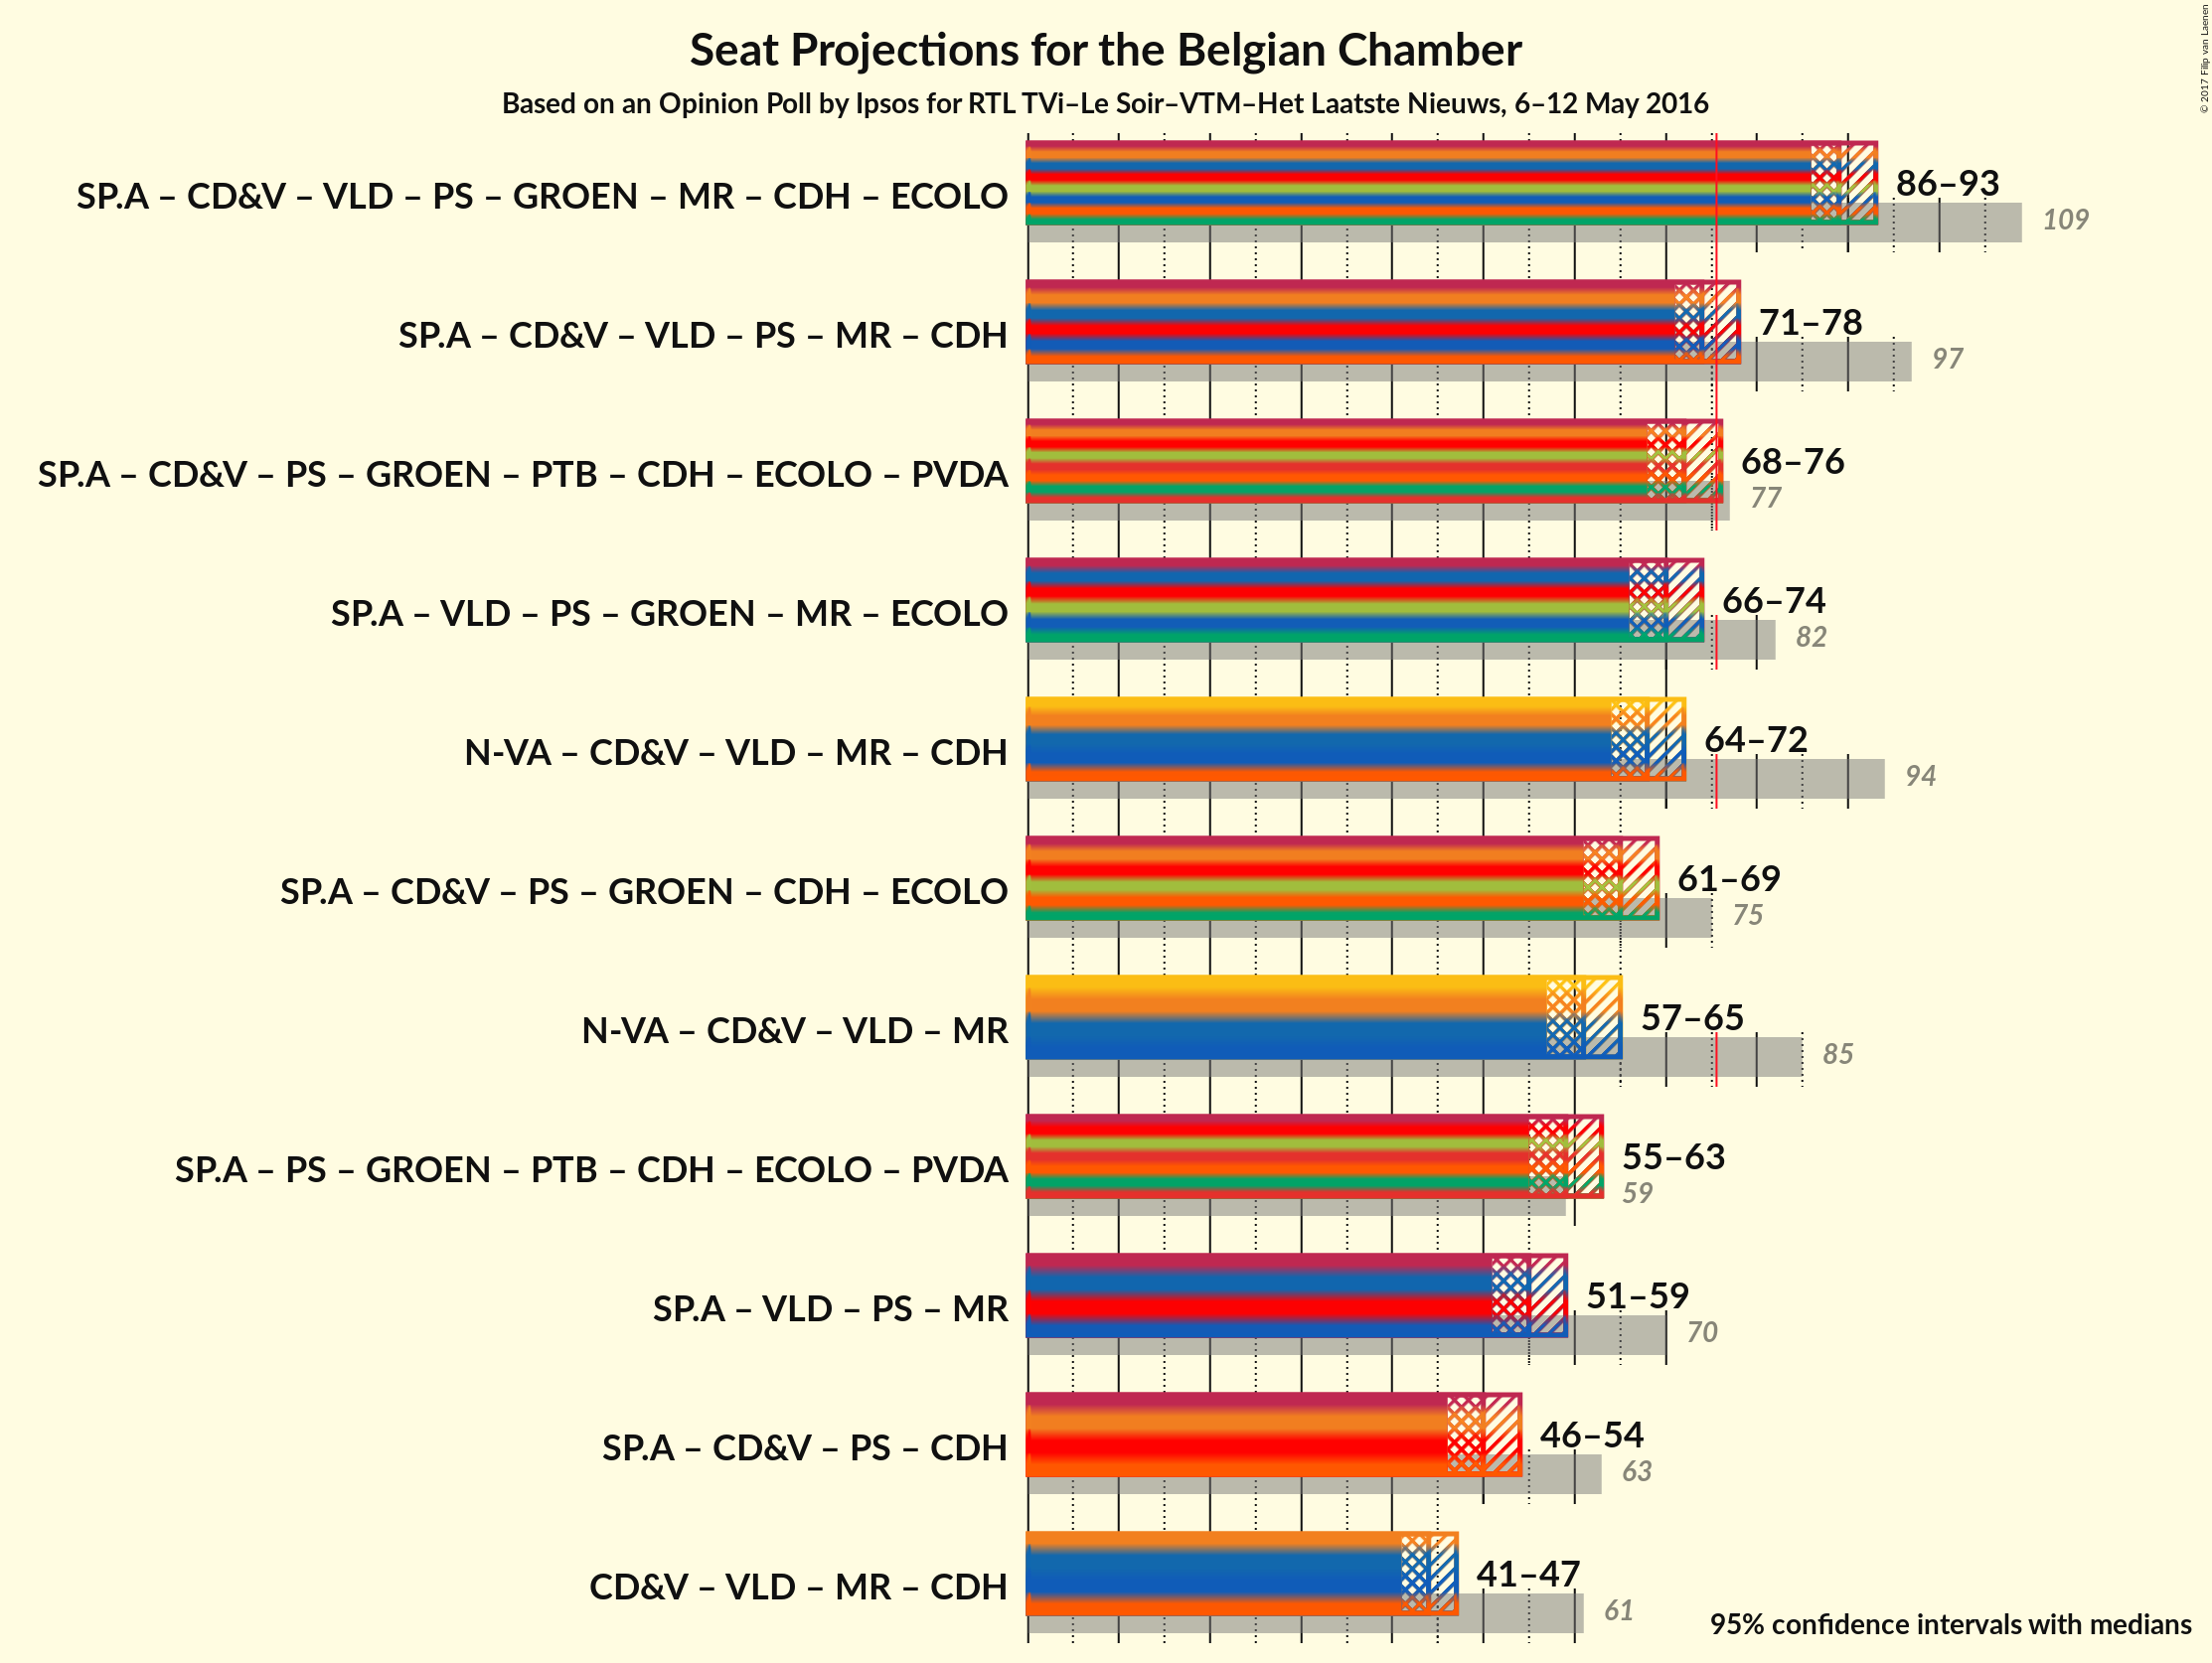 Seat Projections for the Belgian Chamber
Based on an Opinion Poll by Ipsos for RTL TVi–Le Soir–VTM–Het Laatste Nieuws, 6–12 May 2016
© 2017 Filip van Laenen
SP.A – CD&V – VLD – PS – GROEN – MR – CDH – ECOLO
86–93
109
SP.A – CD&V – VLD – PS – MR – CDH
71–78
97
SP.A – CD&V – PS – GROEN – PTB – CDH – ECOLO – PVDA
68–76
77
SP.A – VLD – PS – GROEN – MR – ECOLO
66–74
82
N-VA – CD&V – VLD – MR – CDH
64–72
94
SP.A – CD&V – PS – GROEN – CDH – ECOLO
61–69
75
N-VA – CD&V – VLD – MR
57–65
85
SP.A – PS – GROEN – PTB – CDH – ECOLO – PVDA
55–63
59
SP.A – VLD – PS – MR
51–59
70
SP.A – CD&V – PS – CDH
46–54
63
CD&V – VLD – MR – CDH
41–47
61
95% confidence intervals with medians